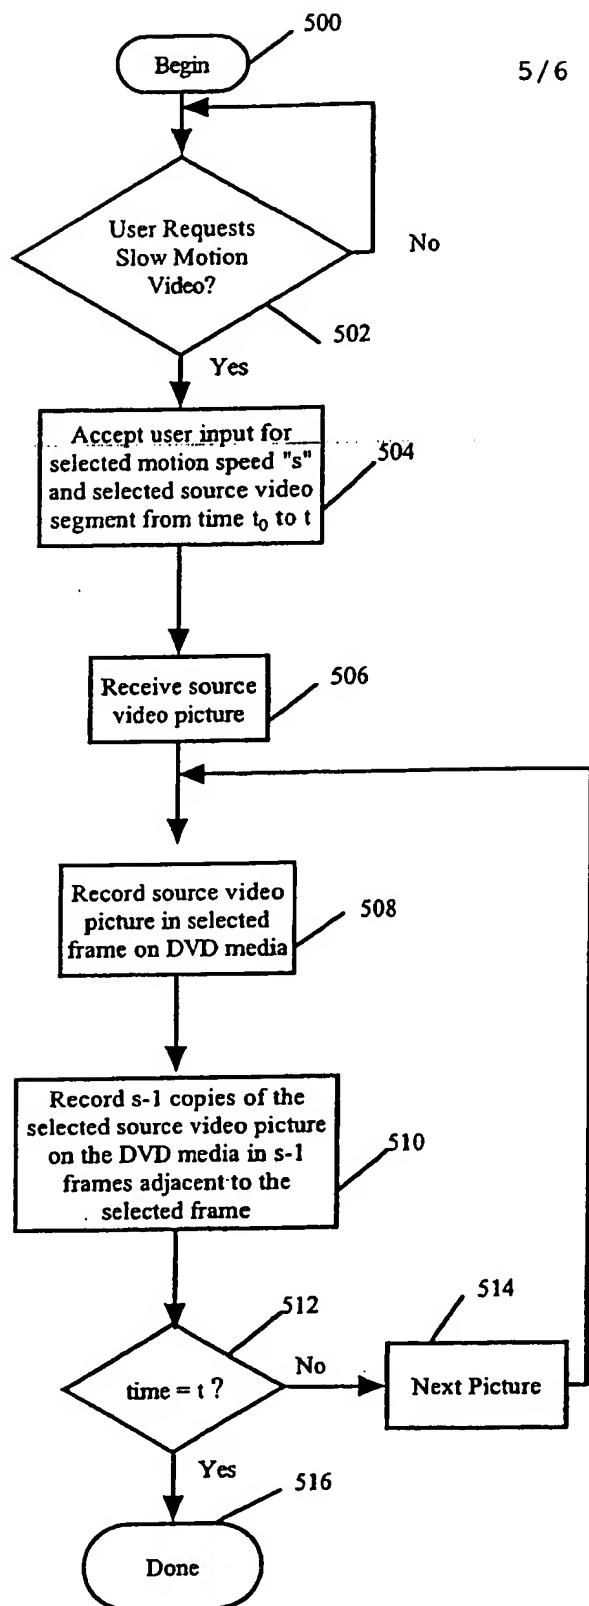 500
Begin
5/6
User Requests
Slow Motion
Video?
No
502
Yes
Accept user input for
selected motion speed "s"
and selected source video
segment from time t₀ to t
504
Receive source
video picture
506
Record source video
picture in selected
frame on DVD media
508
Record s-1 copies of the
selected source video picture
on the DVD media in s-1
frames adjacent to the
selected frame
510
512
time = t ?
No
514
Next Picture
Yes
516
Done